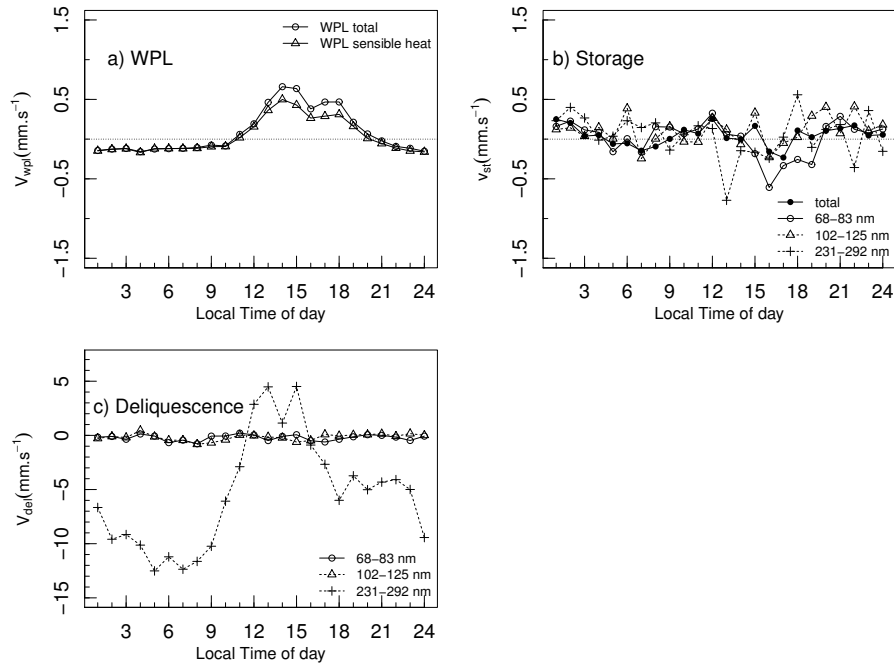 a) WPL
WPL total
WPL sensible heat
V_wpl(mm.s⁻¹)
1.5
0.5
−0.5
−1.5
3 6 9 12 15 18 21 24
Local Time of day
b) Storage
v_st(mm.s⁻¹)
1.5
0.5
−0.5
−1.5
total
68−83 nm
102−125 nm
231−292 nm
3 6 9 12 15 18 21 24
Local Time of day
c) Deliquescence
V_del(mm.s⁻¹)
5
0
−5
−10
−15
68−83 nm
102−125 nm
231−292 nm
3 6 9 12 15 18 21 24
Local Time of day